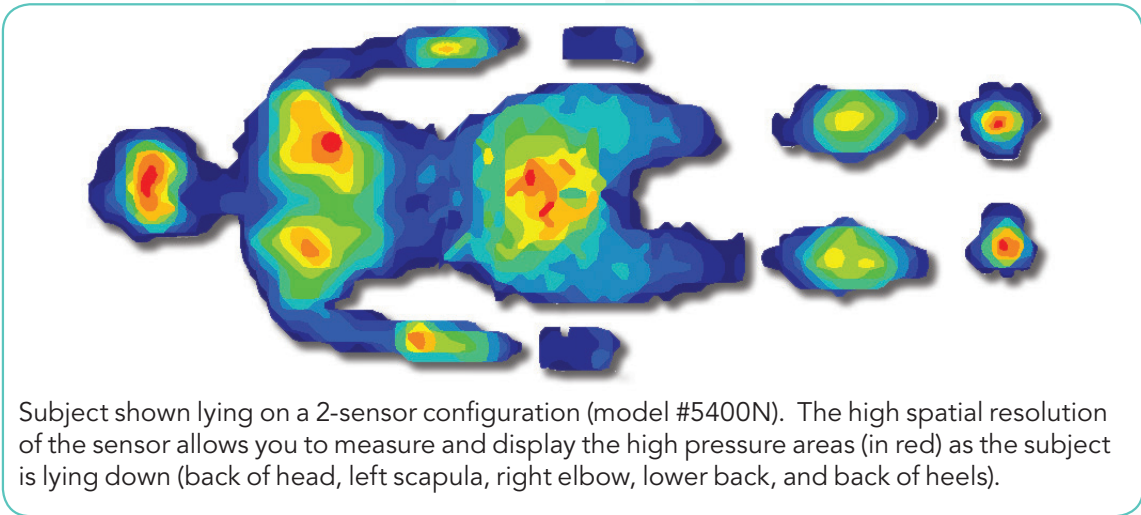 Subject shown lying on a 2-sensor configuration (model #5400N).  The high spatial resolution
of the sensor allows you to measure and display the high pressure areas (in red) as the subject
is lying down (back of head, left scapula, right elbow, lower back, and back of heels).